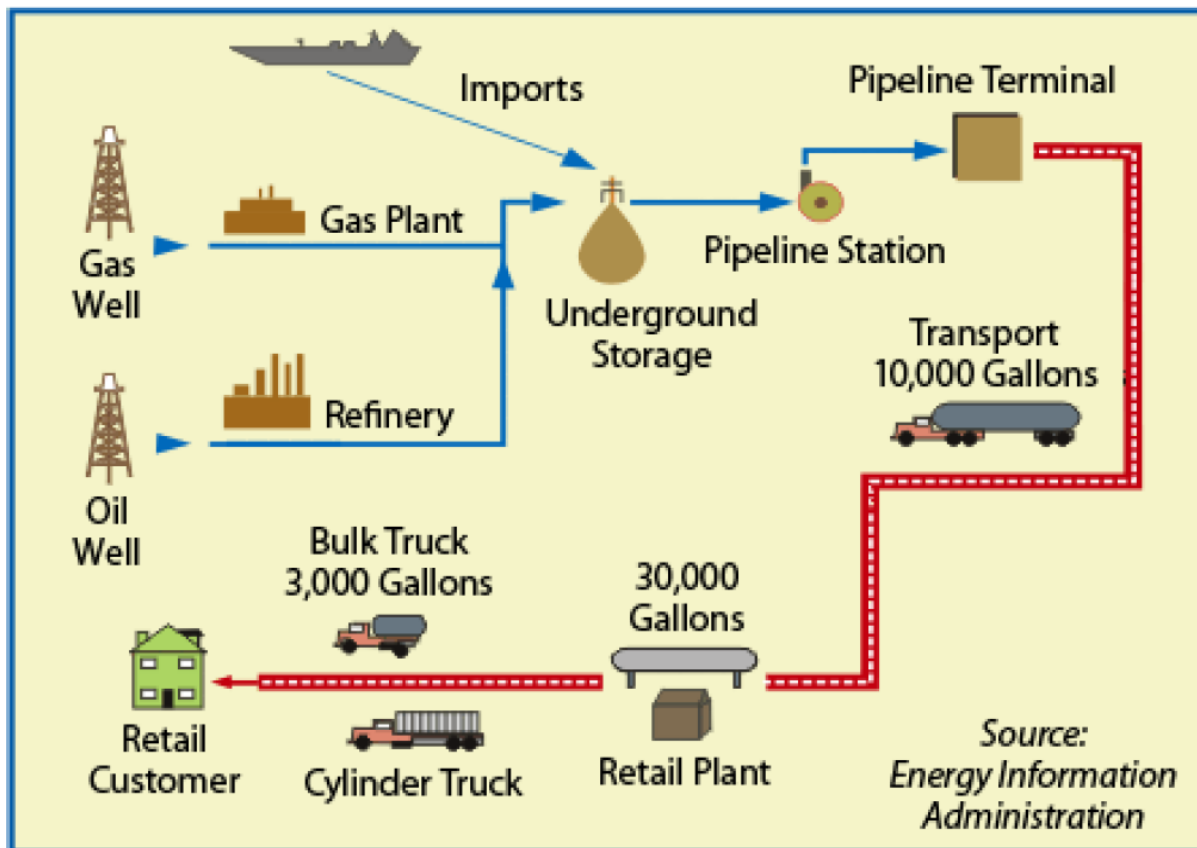 Imports
Pipeline Terminal
Gas Plant
Gas
Well
Pipeline Station
Underground
Storage
Transport
10,000 Gallons
Refinery
Oil
Well
Bulk Truck
3,000 Gallons
30,000
Gallons
Retail
Customer
Cylinder Truck
Retail Plant
Source:
Energy Information
Administration